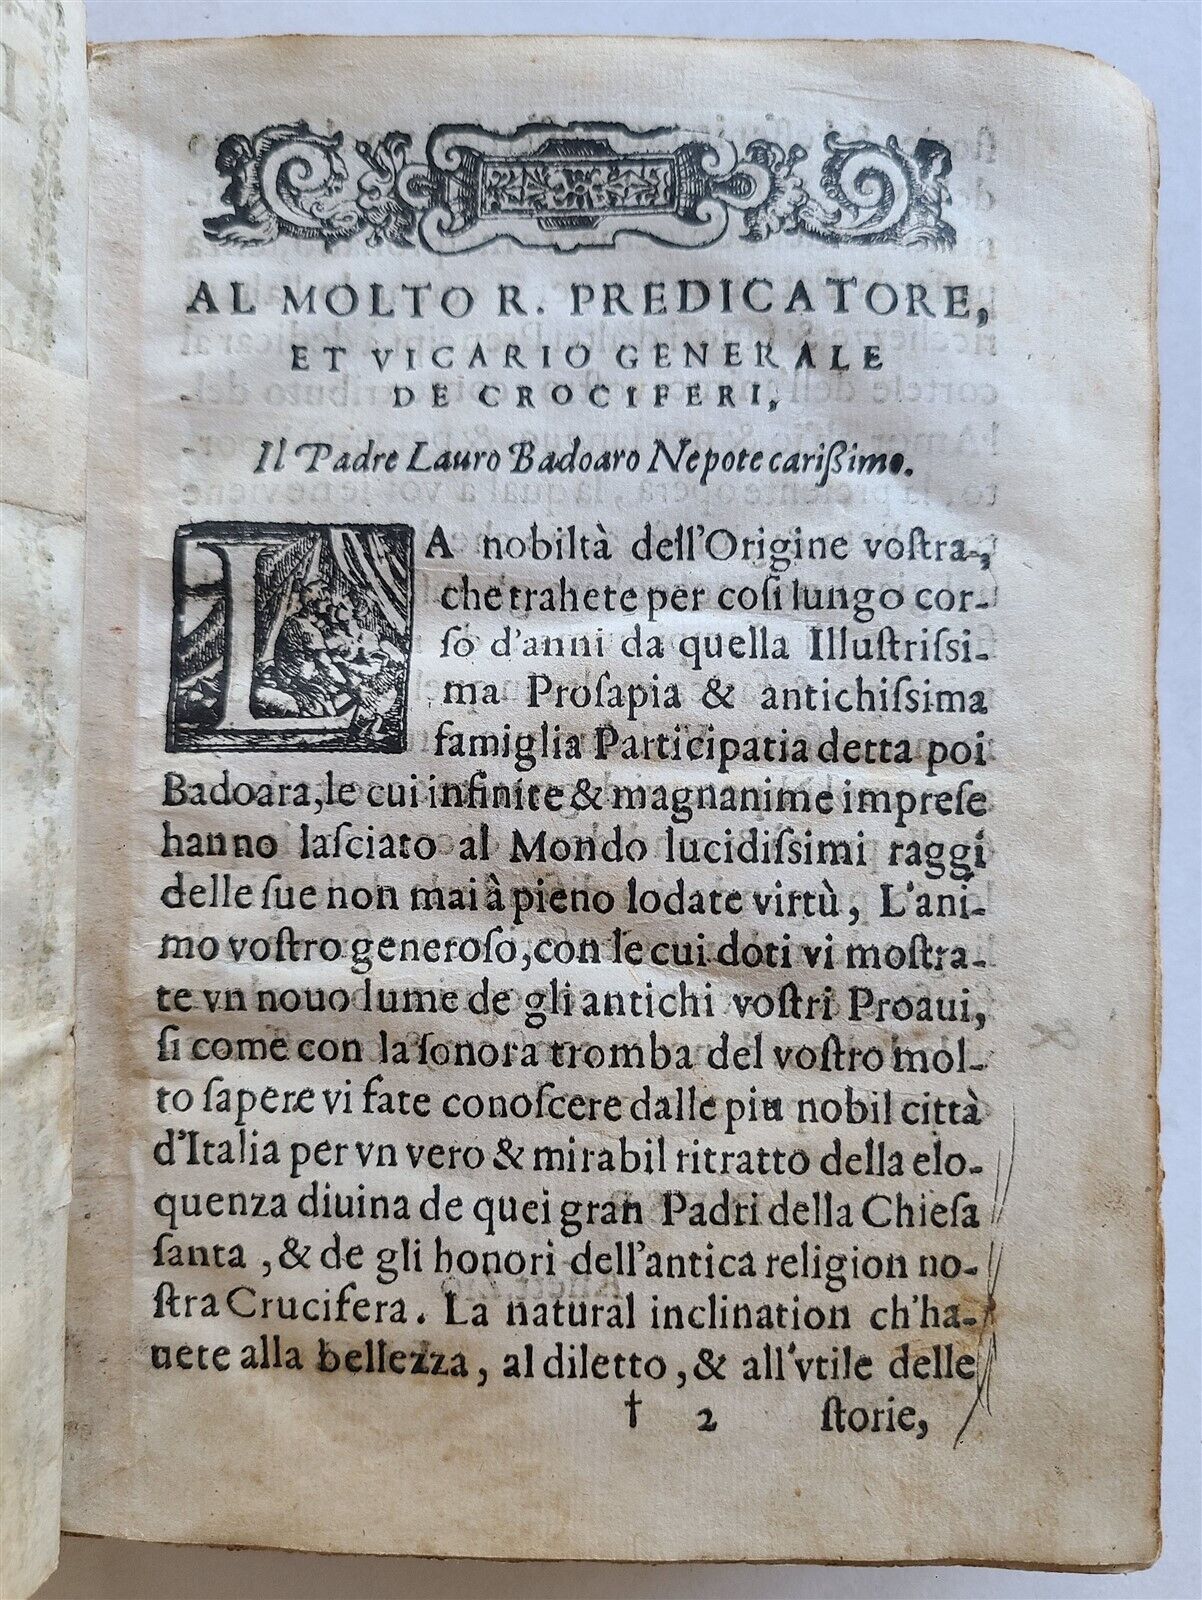 AL MOLTO R. PREDICATORE,
ET VICARIO GENERALE
DE CROCIFERI,
Il Padre Lauro Badoaro Nepote carißimo.
LA nobiltà dell'Origine voſtra,
che trahete per coſi lungo cor-
ſo d'anni da quella Illuſtriſsi-
ma Proſapia & antichiſsima
famiglia Participatia detta poi
Badoara, le cui infinite & magnanime impreſe
hanno laſciato al Mondo lucidiſsimi raggi
delle ſue non mai à pieno lodate virtù, L'ani-
mo voſtro generoſo, con le cui doti vi moſtra-
te vn nouo lume de gli antichi voſtri Proaui,
ſi come con la ſonora tromba del voſtro mol-
to ſapere vi fate conoſcere dalle piu nobil città
d'Italia per vn vero & mirabil ritratto della elo-
quenza diuina de quei gran Padri della Chieſa
ſanta, & de gli honori dell'antica religion no-
ſtra Crucifera. La natural inclination ch'ha-
uete alla bellezza, al diletto, & all'vtile delle
† 2 ſtorie,